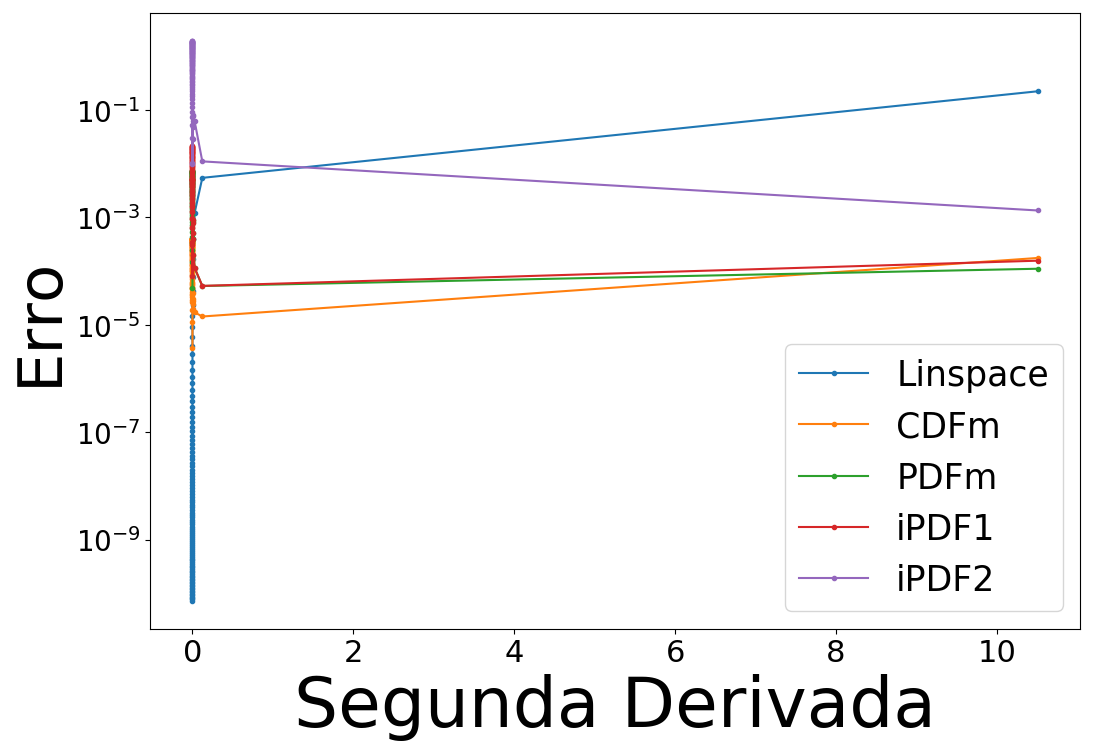 10⁻¹
10⁻³
10⁻⁵
10⁻⁷
10⁻⁹
Erro
Linspace
CDFm
PDFm
iPDF1
iPDF2
0 2 4 6 8 10
Segunda Derivada